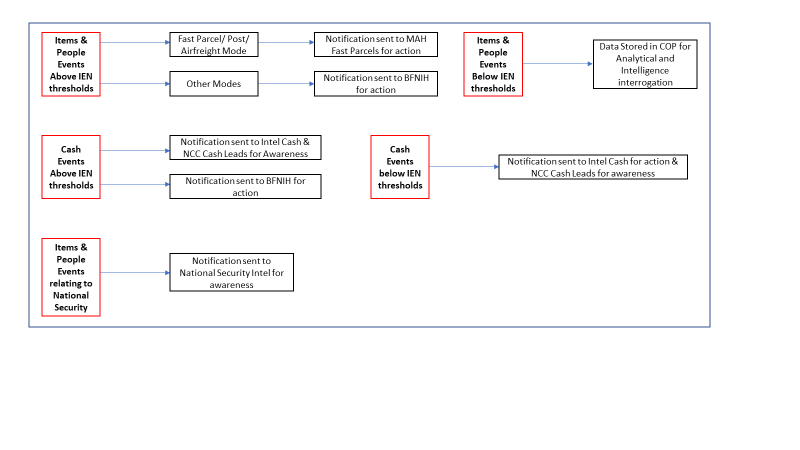 Items &
People
Events
Above IEN
thresholds
Fast Parcel/ Post/
Airfreight Mode
Notification sent to MAH
Fast Parcels for action
Other Modes
Notification sent to BFNIH
for action
Items &
People
Events
Below IEN
thresholds
Data Stored in COP for
Analytical and
Intelligence
interrogation
Cash
Events
Above IEN
thresholds
Notification sent to Intel Cash &
NCC Cash Leads for Awareness
Notification sent to BFNIH for
action
Cash
Events
below IEN
thresholds
Notification sent to Intel Cash for action &
NCC Cash Leads for awareness
Items &
People
Events
relating to
National
Security
Notification sent to
National Security Intel for
awareness